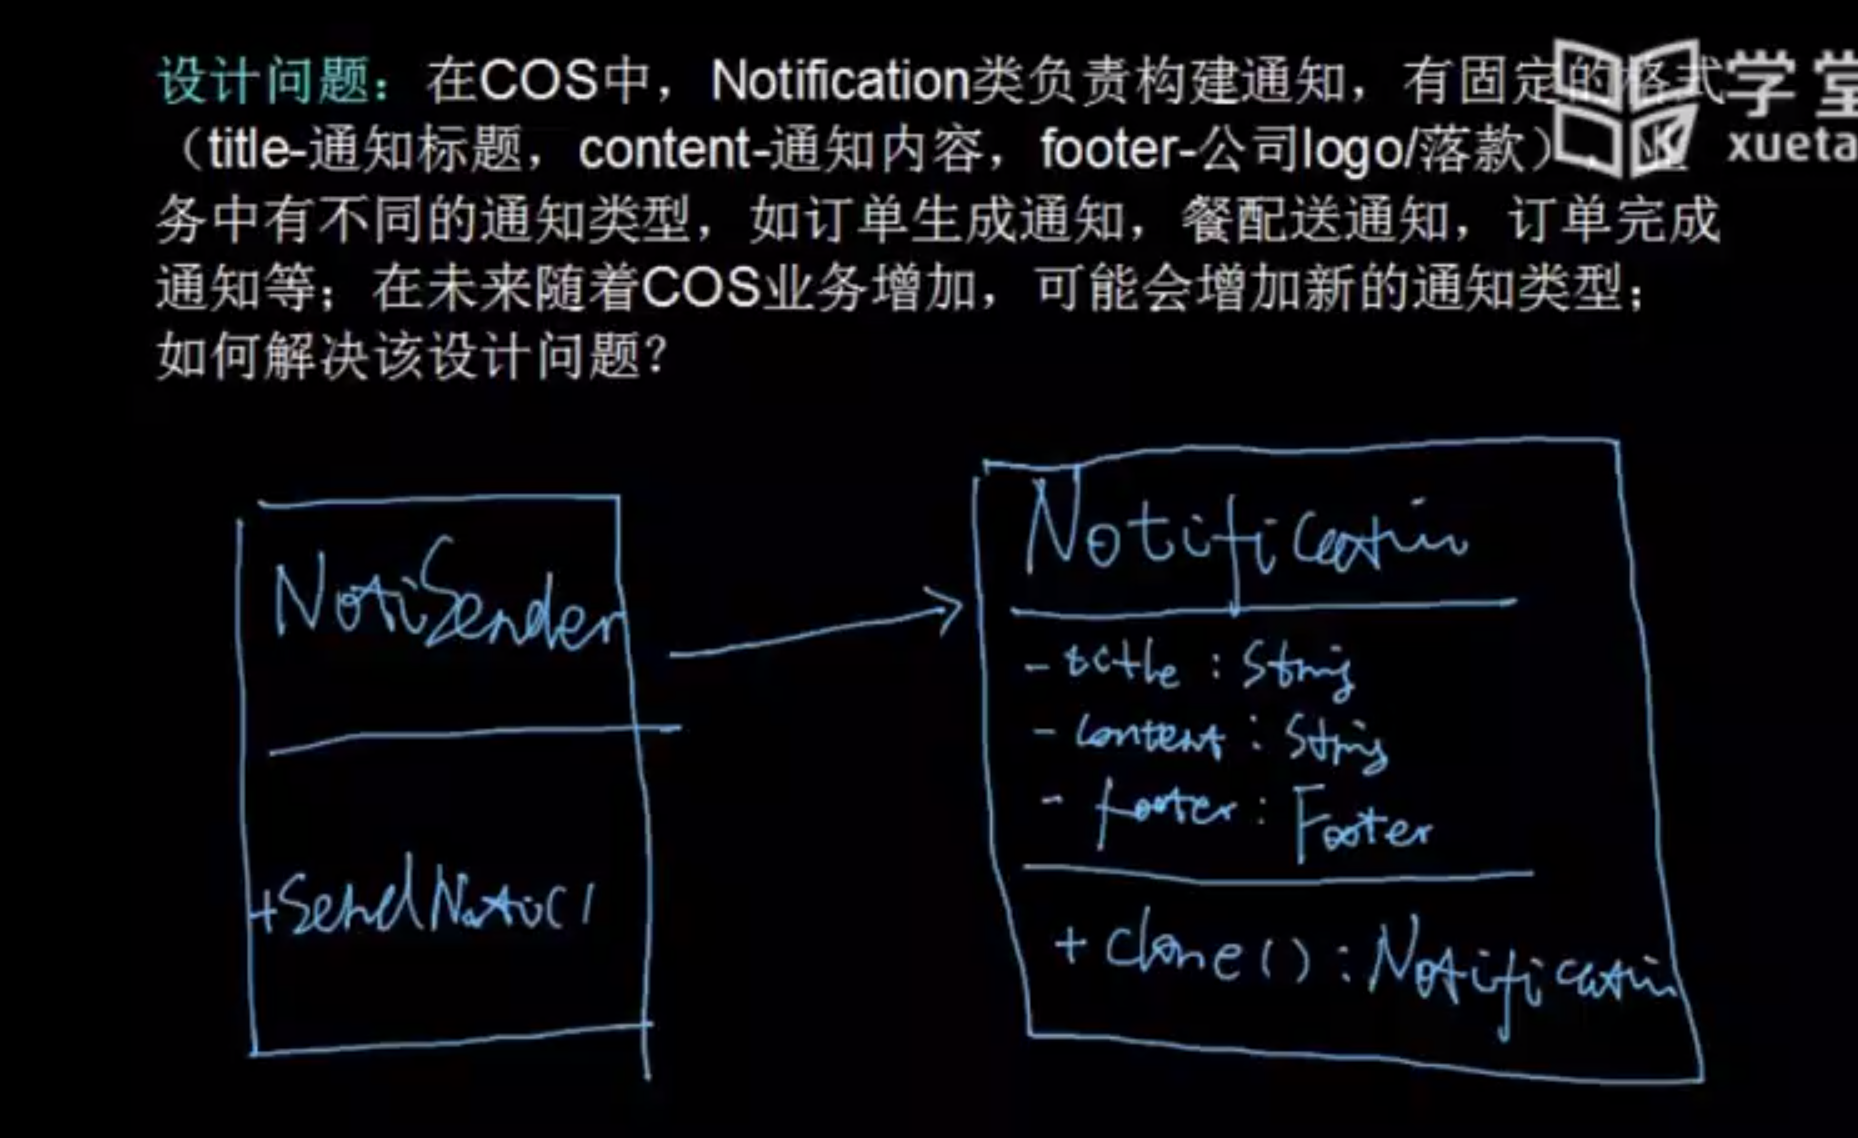 设计问题：在COS中，Notification类负责构建通知，有固定的格式
（title-通知标题，content-通知内容，footer-公司logo/落款）
务中有不同的通知类型，如订单生成通知，餐配送通知，订单完成
通知等；在未来随着COS业务增加，可能会增加新的通知类型；
如何解决该设计问题？
学堂
xueta
NotiSender
+SendNoti()
Notification
- title : String
- content : String
- footer : Footer
+ clone() : Notification